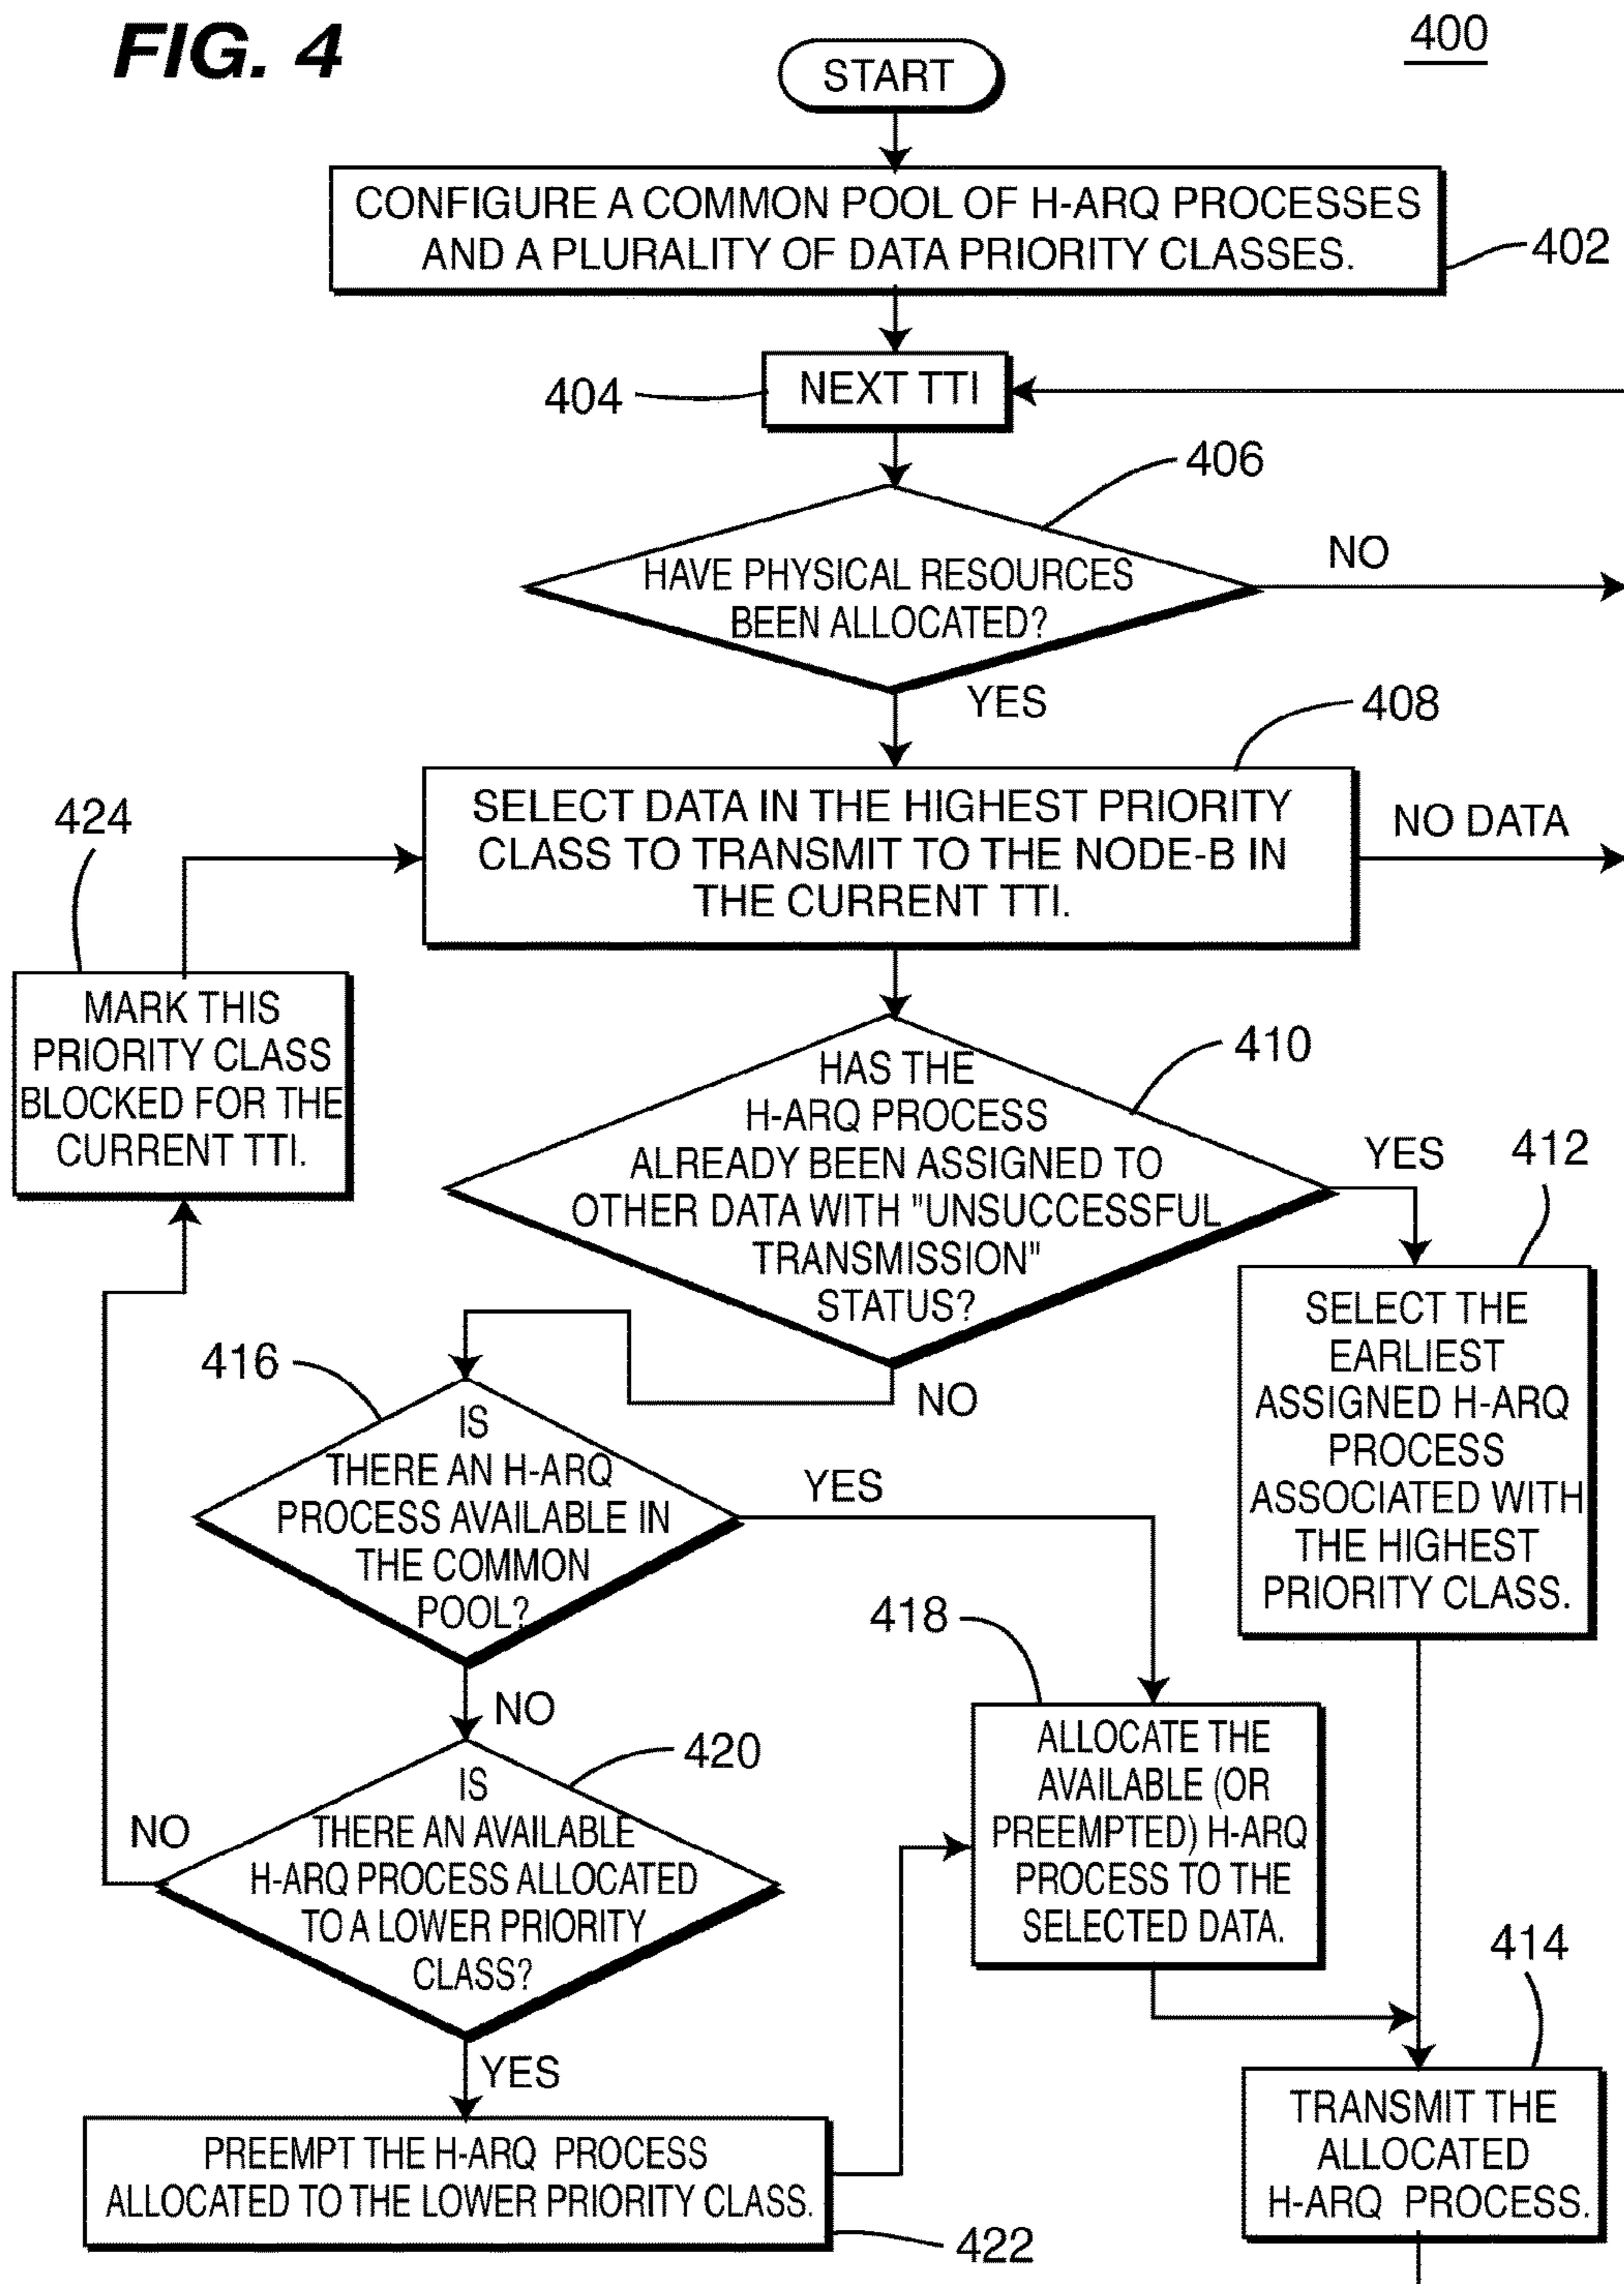 FIG. 4
400
START
CONFIGURE A COMMON POOL OF H-ARQ PROCESSES
AND A PLURALITY OF DATA PRIORITY CLASSES.
402
NEXT TTI
404
406
HAVE PHYSICAL RESOURCES
BEEN ALLOCATED?
NO
YES
408
SELECT DATA IN THE HIGHEST PRIORITY
CLASS TO TRANSMIT TO THE NODE-B IN
THE CURRENT TTI.
NO DATA
424
MARK THIS
PRIORITY CLASS
BLOCKED FOR THE
CURRENT TTI.
410
HAS THE
H-ARQ PROCESS
ALREADY BEEN ASSIGNED TO
OTHER DATA WITH "UNSUCCESSFUL
TRANSMISSION"
STATUS?
YES
412
SELECT THE
EARLIEST
ASSIGNED H-ARQ
PROCESS
ASSOCIATED WITH
THE HIGHEST
PRIORITY CLASS.
NO
416
IS
THERE AN H-ARQ
PROCESS AVAILABLE IN
THE COMMON
POOL?
YES
418
ALLOCATE THE
AVAILABLE (OR
PREEMPTED) H-ARQ
PROCESS TO THE
SELECTED DATA.
NO
420
IS
THERE AN AVAILABLE
H-ARQ PROCESS ALLOCATED
TO A LOWER PRIORITY
CLASS?
NO
YES
414
TRANSMIT THE
ALLOCATED
H-ARQ PROCESS.
PREEMPT THE H-ARQ PROCESS
ALLOCATED TO THE LOWER PRIORITY CLASS.
422